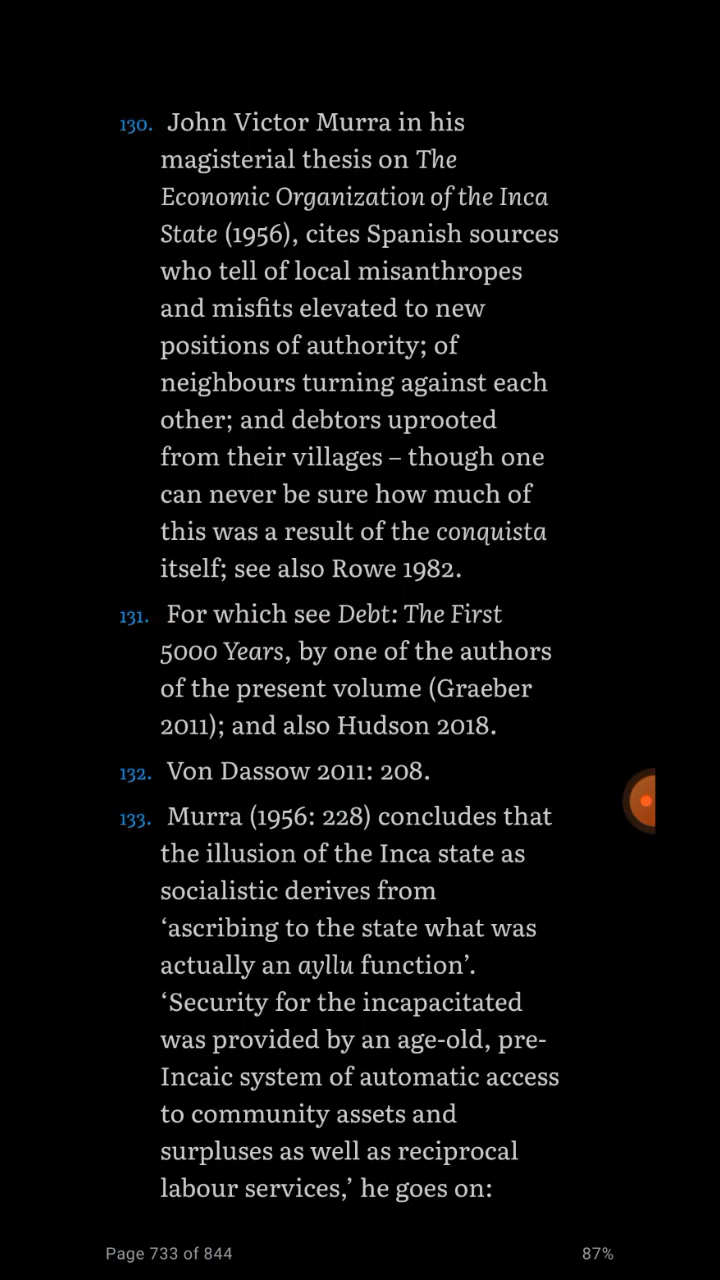 130. John Victor Murra in his
magisterial thesis on The
Economic Organization of the Inca
State (1956), cites Spanish sources
who tell of local misanthropes
and misfits elevated to new
positions of authority; of
neighbours turning against each
other; and debtors uprooted
from their villages – though one
can never be sure how much of
this was a result of the conquista
itself; see also Rowe 1982.
131. For which see Debt: The First
5000 Years, by one of the authors
of the present volume (Graeber
2011); and also Hudson 2018.
132. Von Dassow 2011: 208.
133. Murra (1956: 228) concludes that
the illusion of the Inca state as
socialistic derives from
‘ascribing to the state what was
actually an ayllu function’.
‘Security for the incapacitated
was provided by an age-old, pre-
Incaic system of automatic access
to community assets and
surpluses as well as reciprocal
labour services,’ he goes on:
Page 733 of 844 87%